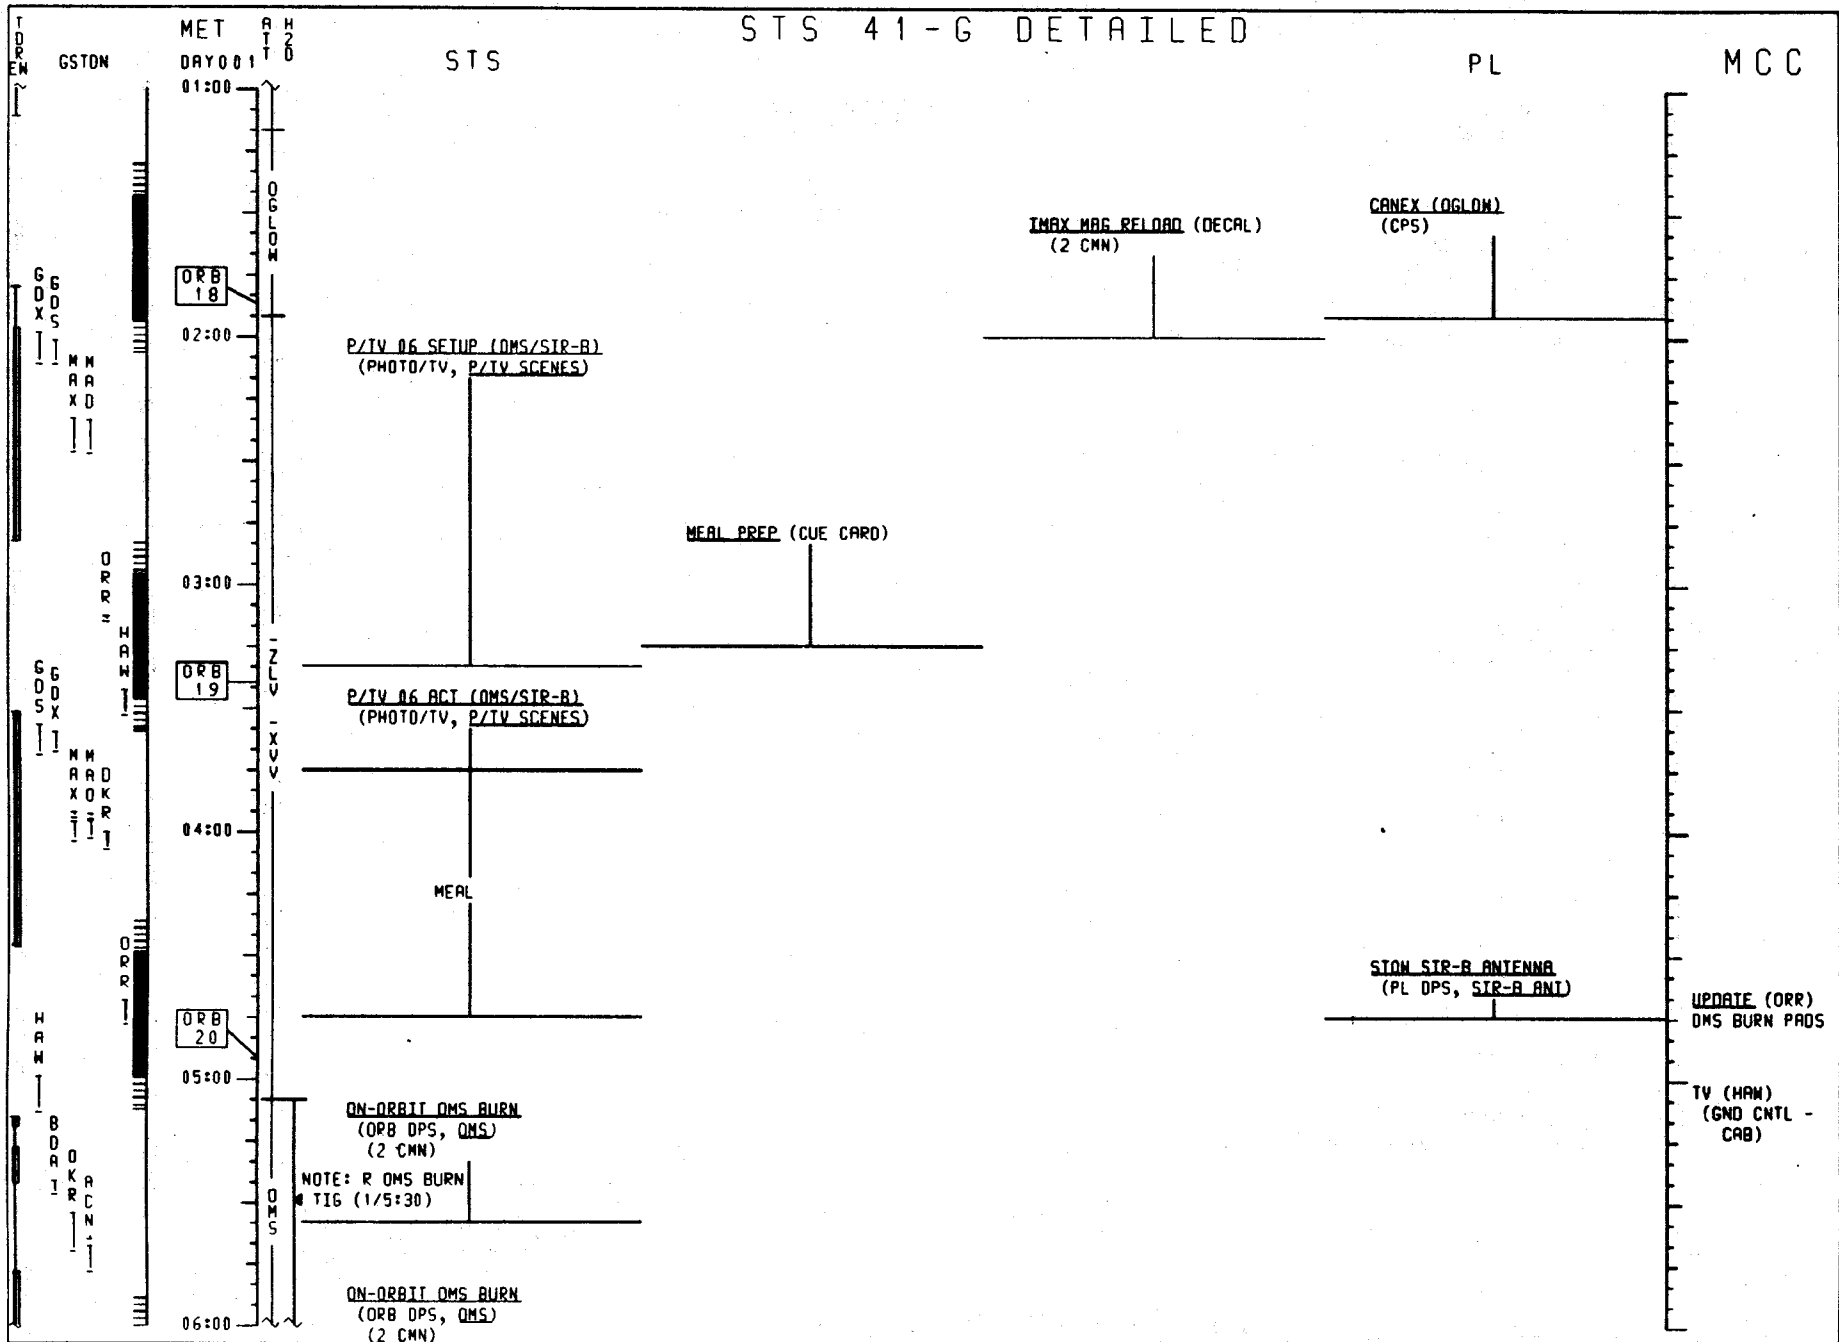 STS 41-G DETAILED
TDRE/W
GSTDN
MET
DAY001
ATT
H2O
STS
PL
MCC
01:00
OGLOW
CANEX (OGLOW)
(CPS)
IMAX MAG RELOAD (DECAL)
(2 CMN)
GDX
GDS
ORB
18
02:00
P/TV 06 SETUP (OMS/SIR-B)
(PHOTO/TV, P/TV SCENES)
MAX
MAD
MEAL PREP (CUE CARD)
ORR
03:00
HAW
-ZLV
ORB
19
GDS
GDX
P/TV 06 ACT (OMS/SIR-B)
(PHOTO/TV, P/TV SCENES)
-XVV
MAX
MAD
DKR
04:00
MEAL
ORR
STOW SIR-B ANTENNA
(PL DPS, SIR-B ANT)
UPDATE (ORR)
OMS BURN PADS
HAW
ORB
20
05:00
TV (HAW)
(GND CNTL -
CAB)
ON-ORBIT OMS BURN
(ORB DPS, OMS)
(2 CMN)
BDA
DKR
ACN
OMS
NOTE: R OMS BURN
TIG (1/5:30)
ON-ORBIT OMS BURN
(ORB DPS, OMS)
(2 CMN)
06:00